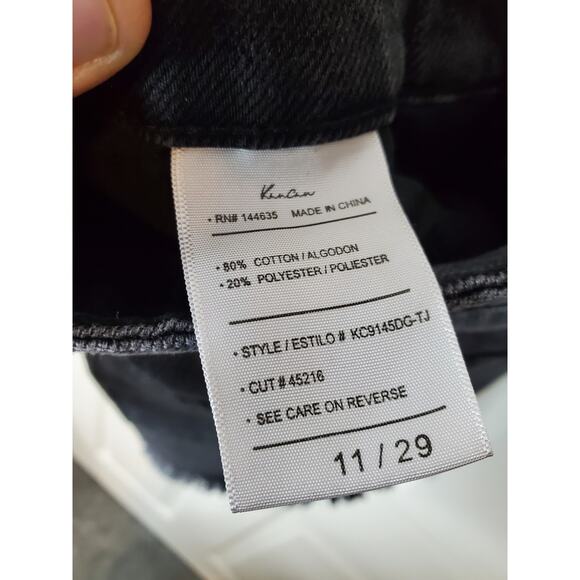 KanCan
• RN# 144635 MADE IN CHINA
• 80% COTTON / ALGODON
• 20% POLYESTER / POLIESTER
• STYLE / ESTILO # KC9145DG-TJ
• CUT # 45216
• SEE CARE ON REVERSE
11 / 29